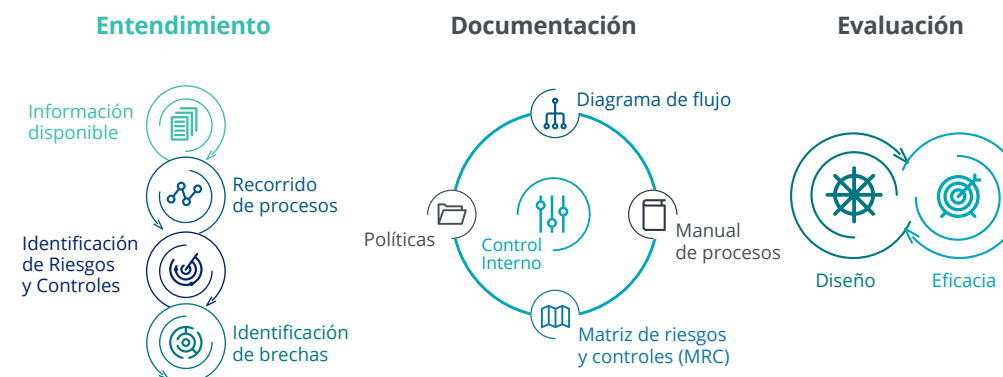 Entendimiento
Información
disponible
Recorrido
de procesos
Identificación
de Riesgos
y Controles
Identificación
de brechas
Documentación
Diagrama de flujo
Políticas
Control
Interno
Manual
de procesos
Matriz de riesgos
y controles (MRC)
Evaluación
Diseño
Eficacia